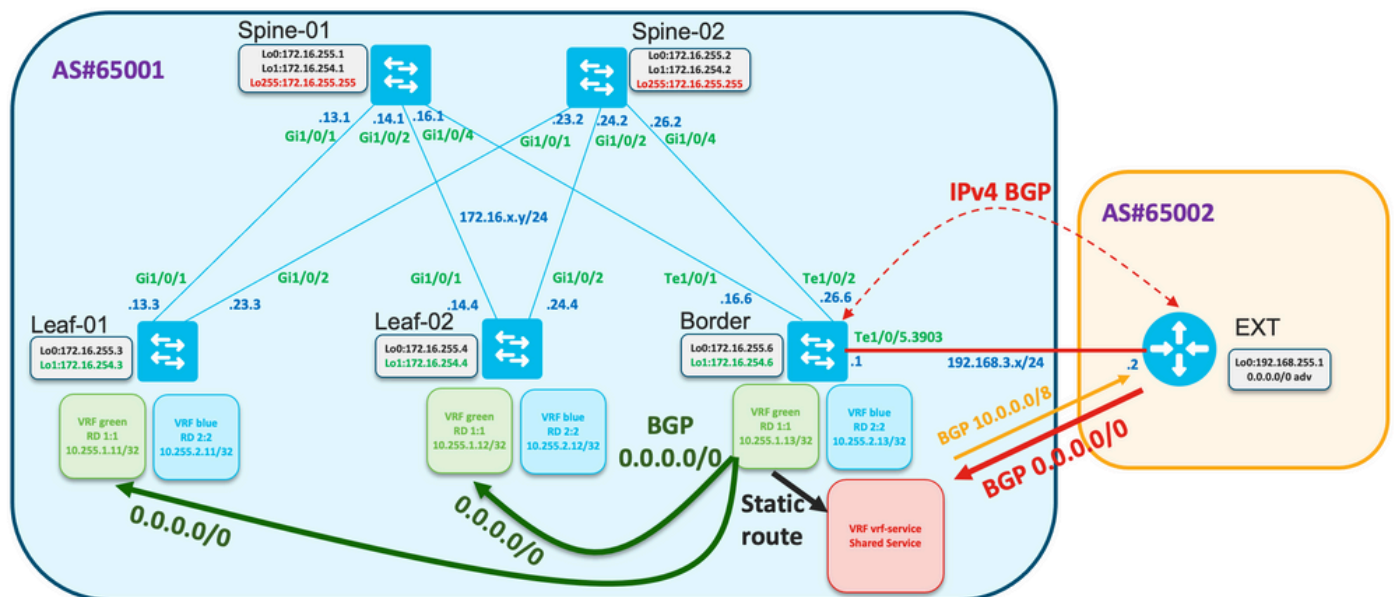 Spine-01
Lo0:172.16.255.1
Lo1:172.16.254.1
Lo255:172.16.255.255
Spine-02
Lo0:172.16.255.2
Lo1:172.16.254.2
Lo255:172.16.255.255
AS#65001
.13.1
.14.1
.16.1
Gi1/0/1
Gi1/0/2
Gi1/0/4
.23.2
.24.2
.26.2
Gi1/0/1
Gi1/0/2
Gi1/0/4
IPv4 BGP
AS#65002
172.16.x.y/24
Gi1/0/1
Gi1/0/2
Gi1/0/1
Gi1/0/2
Te1/0/1
Te1/0/2
.13.3
.23.3
.14.4
.24.4
.16.6
.26.6
Leaf-01
Lo0:172.16.255.3
Lo1:172.16.254.3
Leaf-02
Lo0:172.16.255.4
Lo1:172.16.254.4
Border
Lo0:172.16.255.6
Lo1:172.16.254.6
Te1/0/5.3903
.1
192.168.3.x/24
.2
EXT
Lo0:192.168.255.1
0.0.0.0/0 adv
VRF green
RD 1:1
10.255.1.11/32
VRF blue
RD 2:2
10.255.2.11/32
VRF green
RD 1:1
10.255.1.12/32
VRF blue
RD 2:2
10.255.2.12/32
BGP
0.0.0.0/0
VRF green
RD 1:1
10.255.1.13/32
VRF blue
RD 2:2
10.255.2.13/32
BGP 10.0.0.0/8
BGP 0.0.0.0/0
0.0.0.0/0
0.0.0.0/0
Static
route
VRF vrf-service
Shared Service